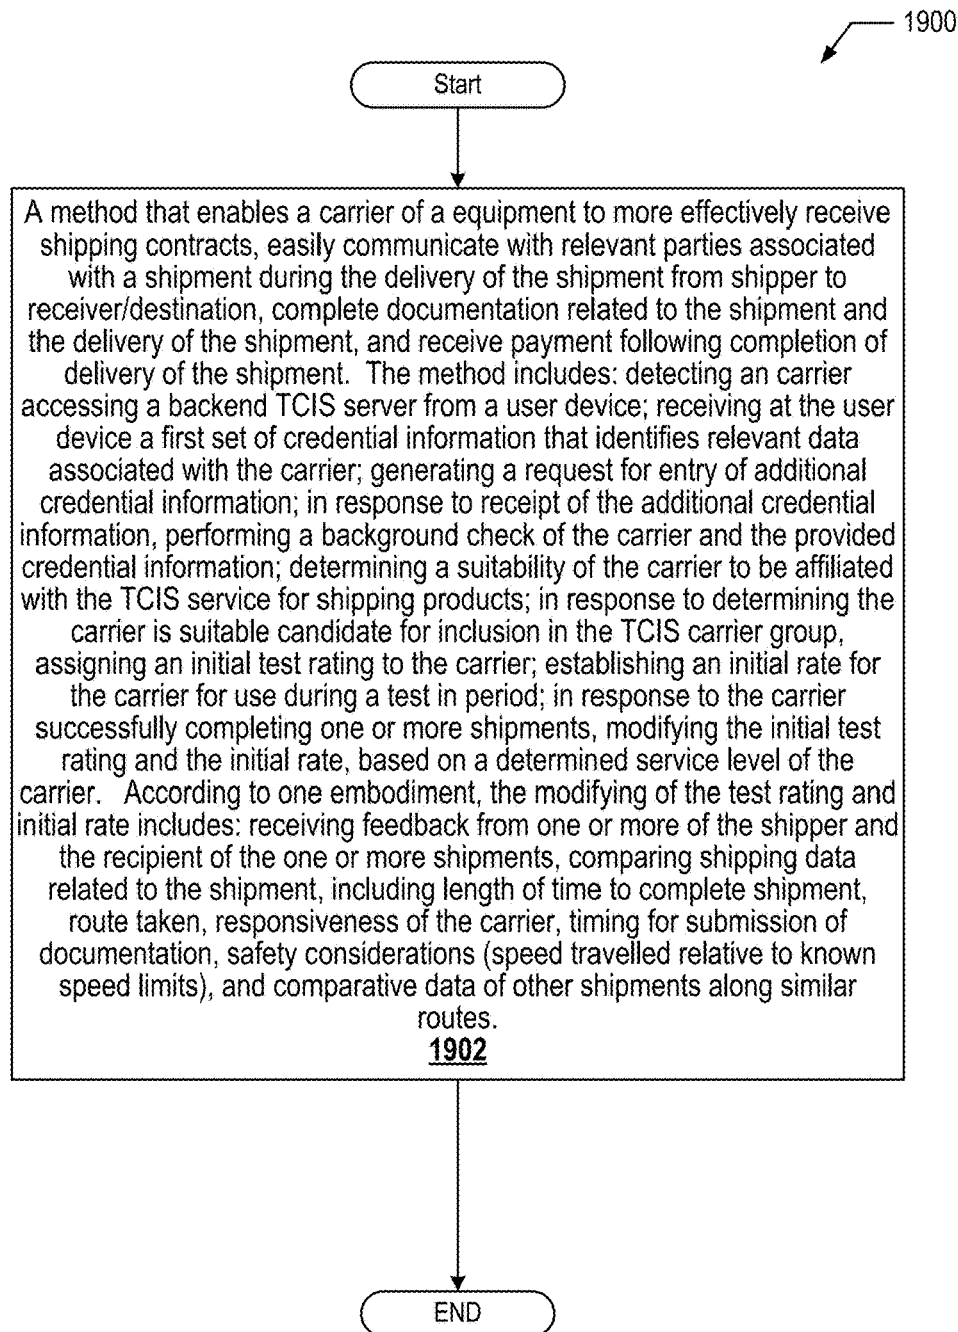 1900
Start
A method that enables a carrier of a equipment to more effectively receive
shipping contracts, easily communicate with relevant parties associated
with a shipment during the delivery of the shipment from shipper to
receiver/destination, complete documentation related to the shipment and
the delivery of the shipment, and receive payment following completion of
delivery of the shipment.  The method includes: detecting an carrier
accessing a backend TCIS server from a user device; receiving at the user
device a first set of credential information that identifies relevant data
associated with the carrier; generating a request for entry of additional
credential information; in response to receipt of the additional credential
information, performing a background check of the carrier and the provided
credential information; determining a suitability of the carrier to be affiliated
with the TCIS service for shipping products; in response to determining the
carrier is suitable candidate for inclusion in the TCIS carrier group,
assigning an initial test rating to the carrier; establishing an initial rate for
the carrier for use during a test in period; in response to the carrier
successfully completing one or more shipments, modifying the initial test
rating and the initial rate, based on a determined service level of the
carrier.   According to one embodiment, the modifying of the test rating and
initial rate includes: receiving feedback from one or more of the shipper and
the recipient of the one or more shipments, comparing shipping data
related to the shipment, including length of time to complete shipment,
route taken, responsiveness of the carrier, timing for submission of
documentation, safety considerations (speed travelled relative to known
speed limits), and comparative data of other shipments along similar
routes.
1902
END